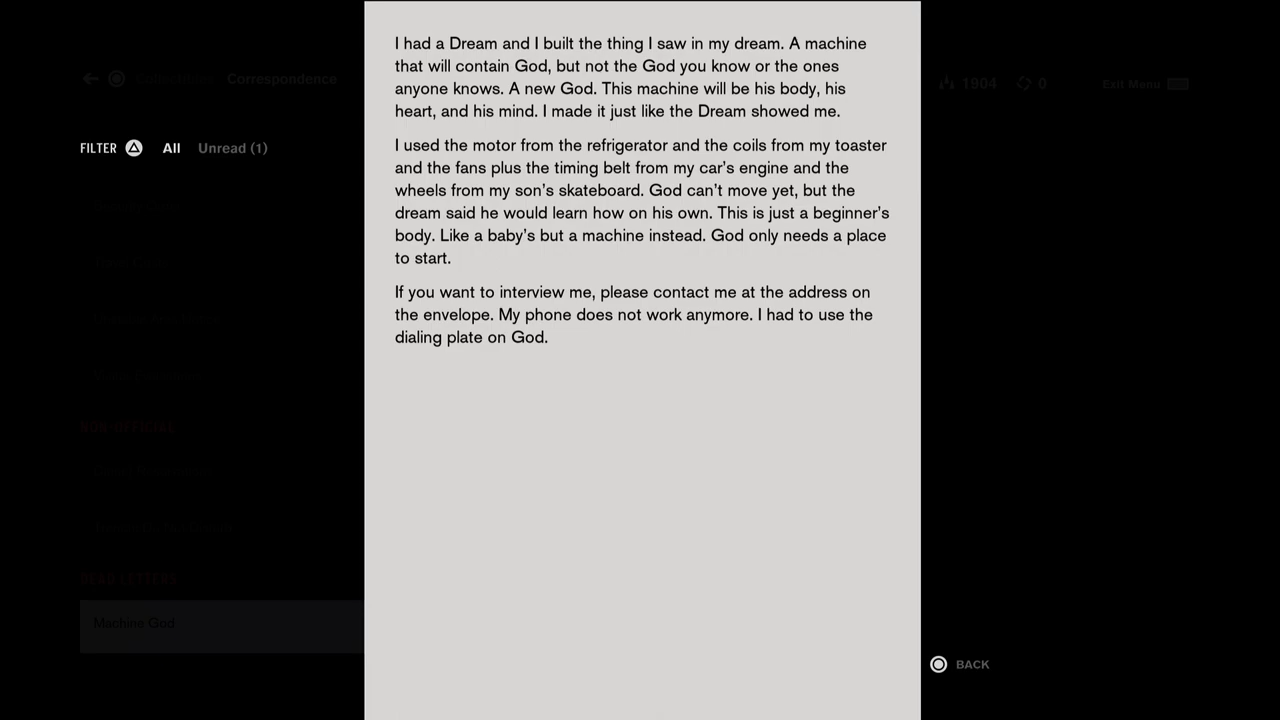 I had a Dream and I built the thing I saw in my dream. A machine
that will contain God, but not the God you know or the ones
anyone knows. A new God. This machine will be his body, his
heart, and his mind. I made it just like the Dream showed me.
I used the motor from the refrigerator and the coils from my toaster
and the fans plus the timing belt from my car’s engine and the
wheels from my son’s skateboard. God can’t move yet, but the
dream said he would learn how on his own. This is just a beginner’s
body. Like a baby’s but a machine instead. God only needs a place
to start.
If you want to interview me, please contact me at the address on
the envelope. My phone does not work anymore. I had to use the
dialing plate on God.
Collectibles Correspondence
1904 0 Exit Menu
FILTER All Unread (1)
DEAD LETTERS
Machine God
BACK